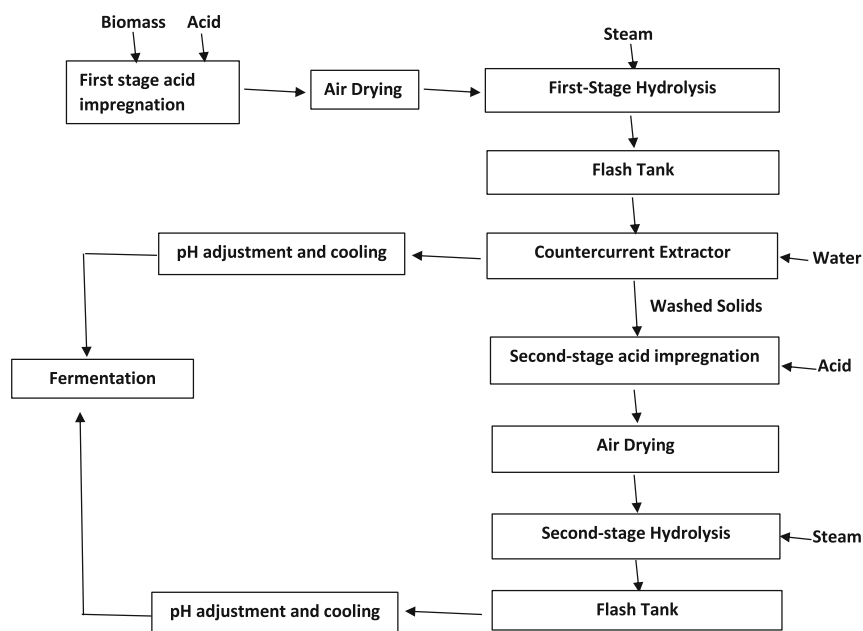 Biomass
Acid
First stage acid
impregnation
Air Drying
Steam
First-Stage Hydrolysis
Flash Tank
pH adjustment and cooling
Countercurrent Extractor
Water
Washed Solids
Second-stage acid impregnation
Acid
Fermentation
Air Drying
Second-stage Hydrolysis
Steam
Flash Tank
pH adjustment and cooling